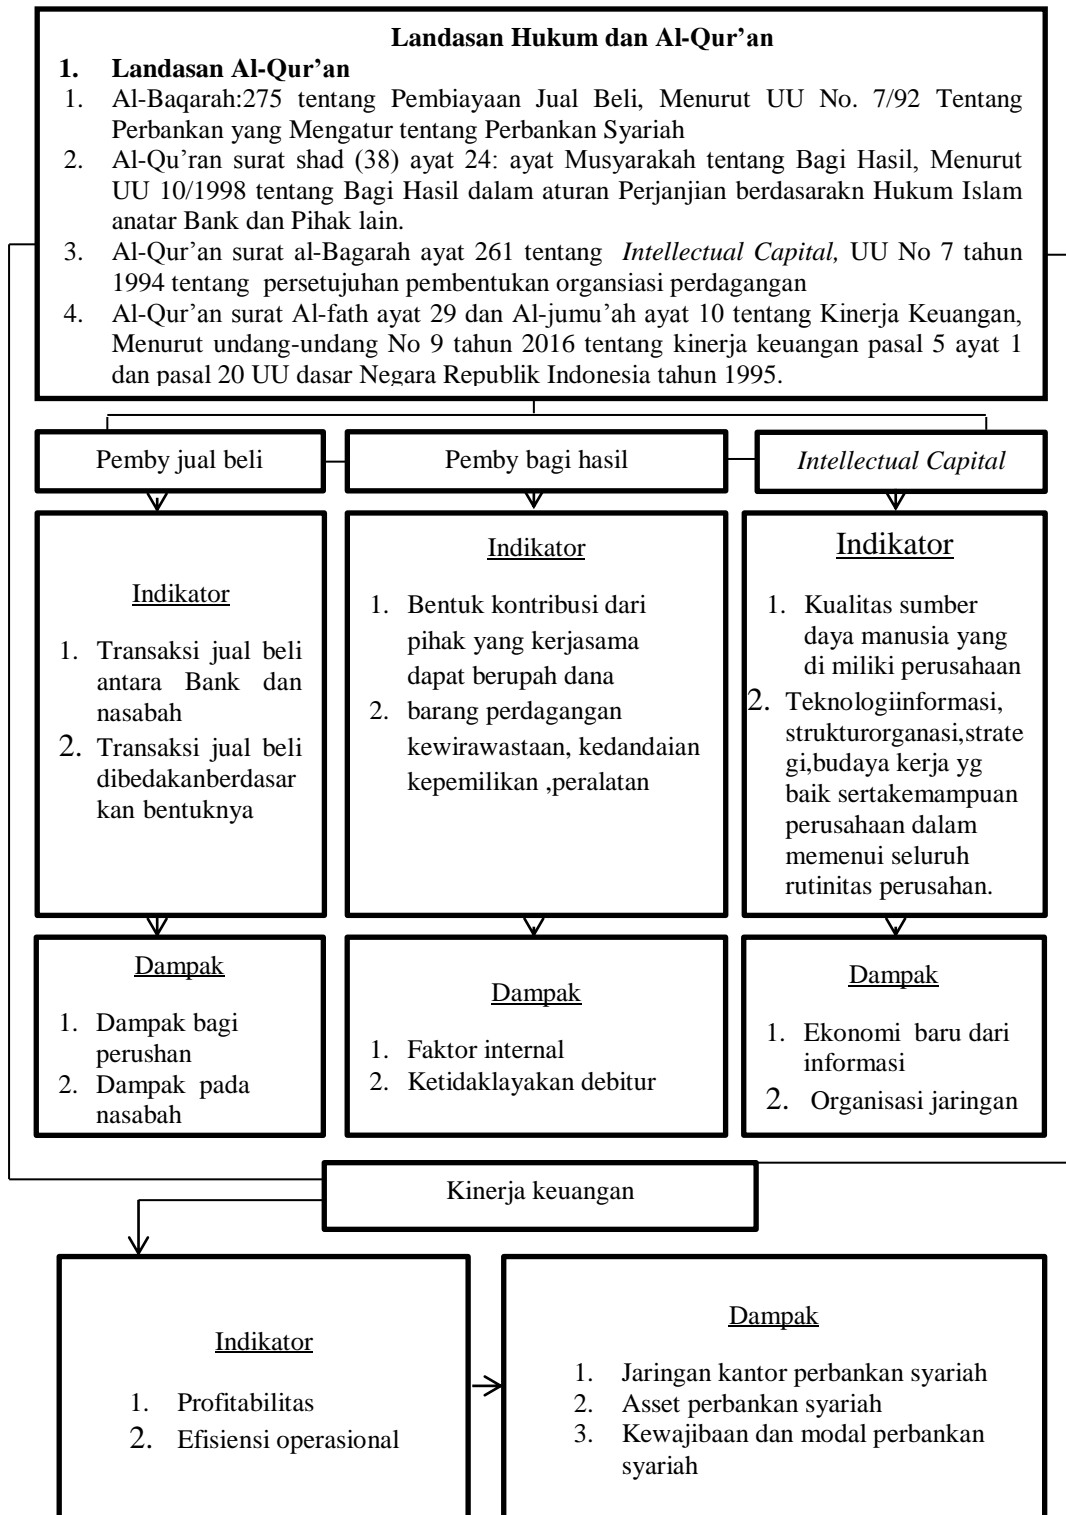 Landasan Hukum dan Al-Qur’an
1. Landasan Al-Qur’an
1. Al-Baqarah:275 tentang Pembiayaan Jual Beli, Menurut UU No. 7/92 Tentang
Perbankan yang Mengatur tentang Perbankan Syariah
2. Al-Qu’ran surat shad (38) ayat 24: ayat Musyarakah tentang Bagi Hasil, Menurut
UU 10/1998 tentang Bagi Hasil dalam aturan Perjanjian berdasarakn Hukum Islam
anatar Bank dan Pihak lain.
3. Al-Qur’an surat al-Bagarah ayat 261 tentang Intellectual Capital, UU No 7 tahun
1994 tentang persetujuhan pembentukan organsiasi perdagangan
4. Al-Qur’an surat Al-fath ayat 29 dan Al-jumu’ah ayat 10 tentang Kinerja Keuangan,
Menurut undang-undang No 9 tahun 2016 tentang kinerja keuangan pasal 5 ayat 1
dan pasal 20 UU dasar Negara Republik Indonesia tahun 1995.
Pemby jual beli
Pemby bagi hasil
Intellectual Capital
Indikator
1. Transaksi jual beli
antara Bank dan
nasabah
2. Transaksi jual beli
dibedakanberdasar
kan bentuknya
Indikator
1. Bentuk kontribusi dari
pihak yang kerjasama
dapat berupah dana
2. barang perdagangan
kewirawastaan, kedandaian
kepemilikan ,peralatan
Indikator
1. Kualitas sumber
daya manusia yang
di miliki perusahaan
2. Teknologiinformasi,
strukturorganasi,strate
gi,budaya kerja yg
baik sertakemampuan
perusahaan dalam
memenui seluruh
rutinitas perusahan.
Dampak
1. Dampak bagi
perushan
2. Dampak pada
nasabah
Dampak
1. Faktor internal
2. Ketidaklayakan debitur
Dampak
1. Ekonomi baru dari
informasi
2. Organisasi jaringan
Kinerja keuangan
Indikator
1. Profitabilitas
2. Efisiensi operasional
Dampak
1. Jaringan kantor perbankan syariah
2. Asset perbankan syariah
3. Kewajibaan dan modal perbankan
syariah